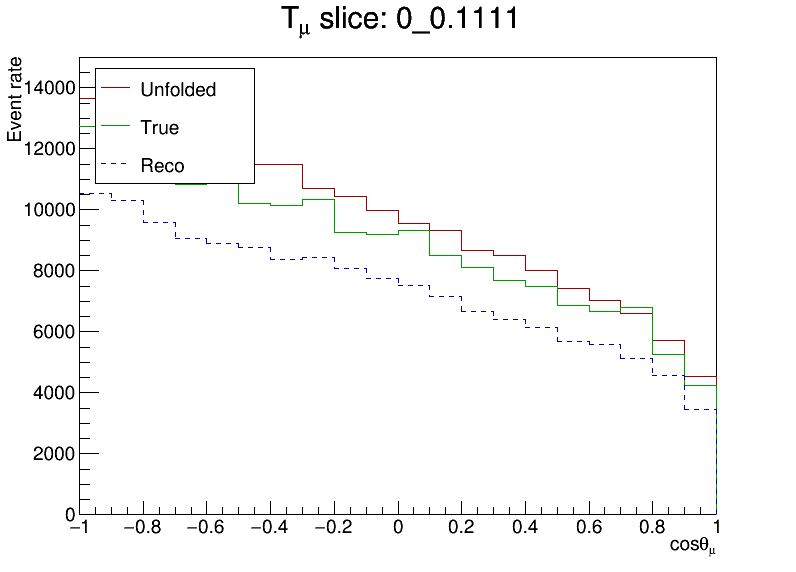 Tμ slice: 0_0.1111
Event rate
14000
12000
10000
8000
6000
4000
2000
0
Unfolded
True
Reco
−1 −0.8 −0.6 −0.4 −0.2 0 0.2 0.4 0.6 0.8 1
cosθμ